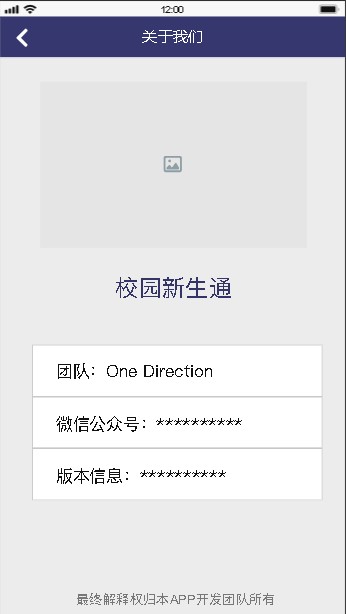 12:00
关于我们
校园新生通
团队：One Direction
微信公众号：**********
版本信息：**********
最终解释权归本APP开发团队所有